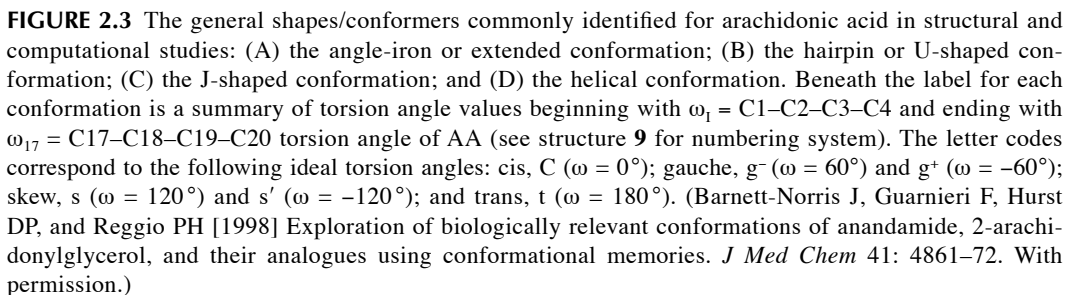 FIGURE 2.3 The general shapes/conformers commonly identified for arachidonic acid in structural and
computational studies: (A) the angle-iron or extended conformation; (B) the hairpin or U-shaped con-
formation; (C) the J-shaped conformation; and (D) the helical conformation. Beneath the label for each
conformation is a summary of torsion angle values beginning with ω_I = C1–C2–C3–C4 and ending with
ω₁₇ = C17–C18–C19–C20 torsion angle of AA (see structure 9 for numbering system). The letter codes
correspond to the following ideal torsion angles: cis, C (ω = 0°); gauche, g⁻ (ω = 60°) and g⁺ (ω = −60°);
skew, s (ω = 120°) and s′ (ω = −120°); and trans, t (ω = 180°). (Barnett-Norris J, Guarnieri F, Hurst
DP, and Reggio PH [1998] Exploration of biologically relevant conformations of anandamide, 2-arachi-
donylglycerol, and their analogues using conformational memories. J Med Chem 41: 4861–72. With
permission.)